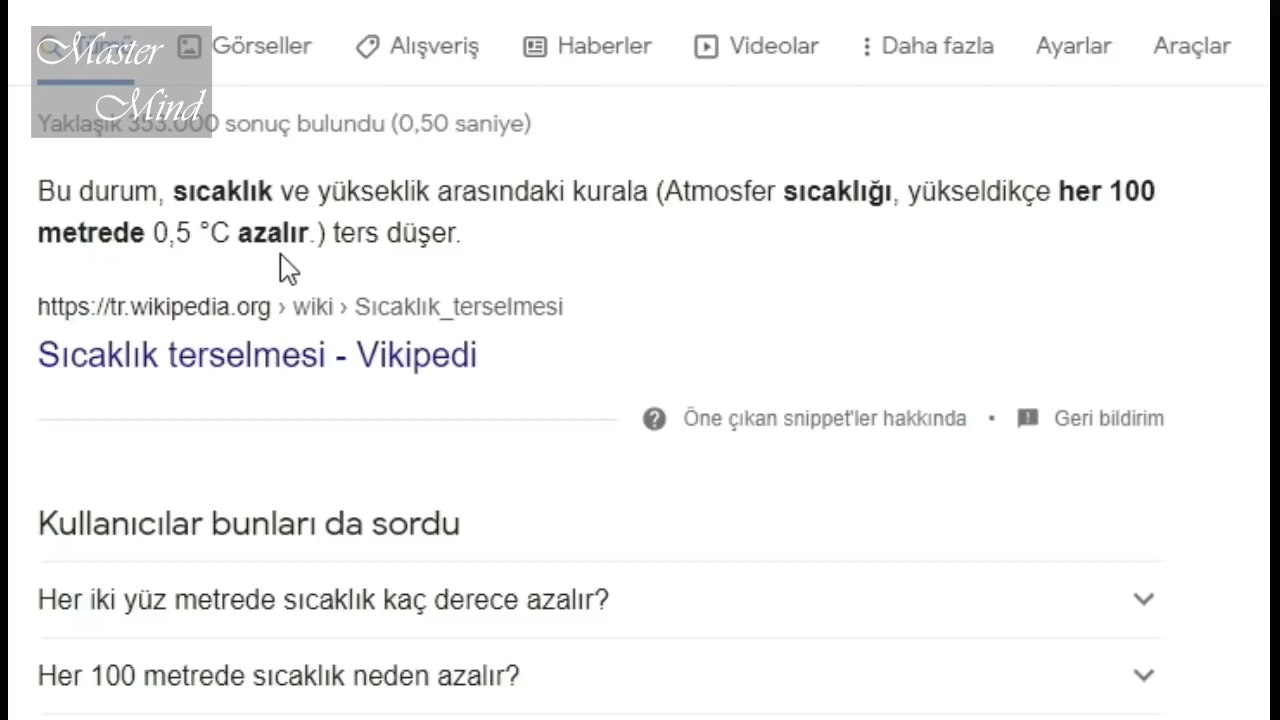 Master
Mind
Görseller
Alışveriş
Haberler
Videolar
Daha fazla
Ayarlar
Araçlar
Yaklaşık 353.000 sonuç bulundu (0,50 saniye)
Bu durum, sıcaklık ve yükseklik arasındaki kurala (Atmosfer sıcaklığı, yükseldikçe her 100
metrede 0,5 °C azalır.) ters düşer.
https://tr.wikipedia.org › wiki › Sıcaklık_terselmesi
Sıcaklık terselmesi - Vikipedi
Öne çıkan snippet'ler hakkında • Geri bildirim
Kullanıcılar bunları da sordu
Her iki yüz metrede sıcaklık kaç derece azalır?
Her 100 metrede sıcaklık neden azalır?